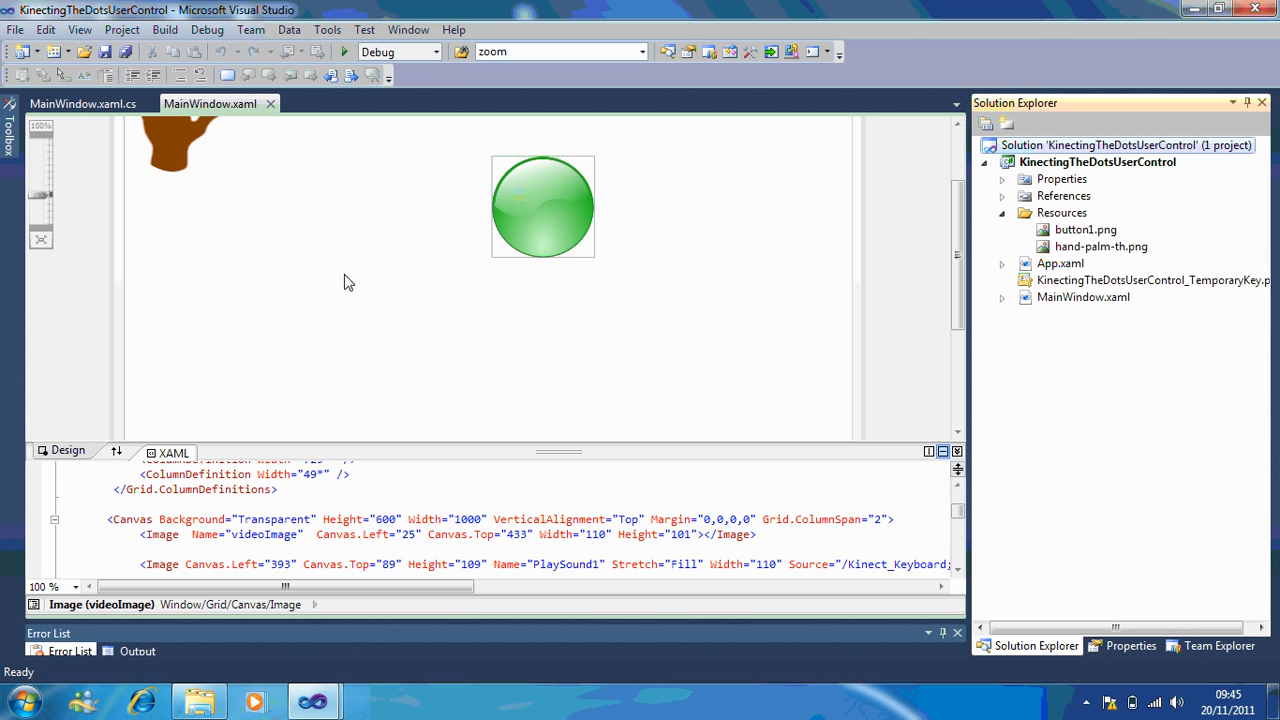 KinectingTheDotsUserControl - Microsoft Visual Studio
File Edit View Project Build Debug Team Data Tools Test Window Help
Debug zoom
MainWindow.xaml.cs MainWindow.xaml
100%
Solution Explorer
Solution 'KinectingTheDotsUserControl' (1 project)
KinectingTheDotsUserControl
Properties
References
Resources
button1.png
hand-palm-th.png
App.xaml
KinectingTheDotsUserControl_TemporaryKey.p
MainWindow.xaml
Toolbox
Design XAML
<ColumnDefinition Width="49*" />
</Grid.ColumnDefinitions>
<Canvas Background="Transparent" Height="600" Width="1000" VerticalAlignment="Top" Margin="0,0,0,0" Grid.ColumnSpan="2">
<Image Name="videoImage" Canvas.Left="25" Canvas.Top="433" Width="110" Height="101"></Image>
<Image Canvas.Left="393" Canvas.Top="89" Height="109" Name="PlaySound1" Stretch="Fill" Width="110" Source="/Kinect_Keyboard;
100 %
Image (videoImage) Window/Grid/Canvas/Image
Error List
Error List Output
Solution Explorer Properties Team Explorer
Ready
09:45
20/11/2011